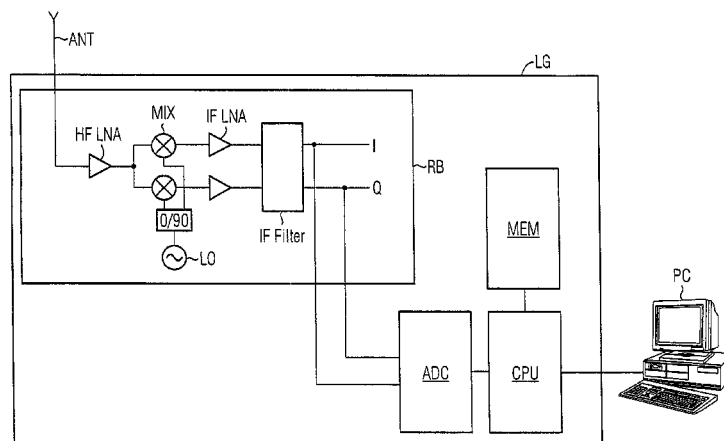 ANT
LG
MIX
IF LNA
HF LNA
I
RB
Q
0/90
IF Filter
LO
MEM
PC
ADC
CPU